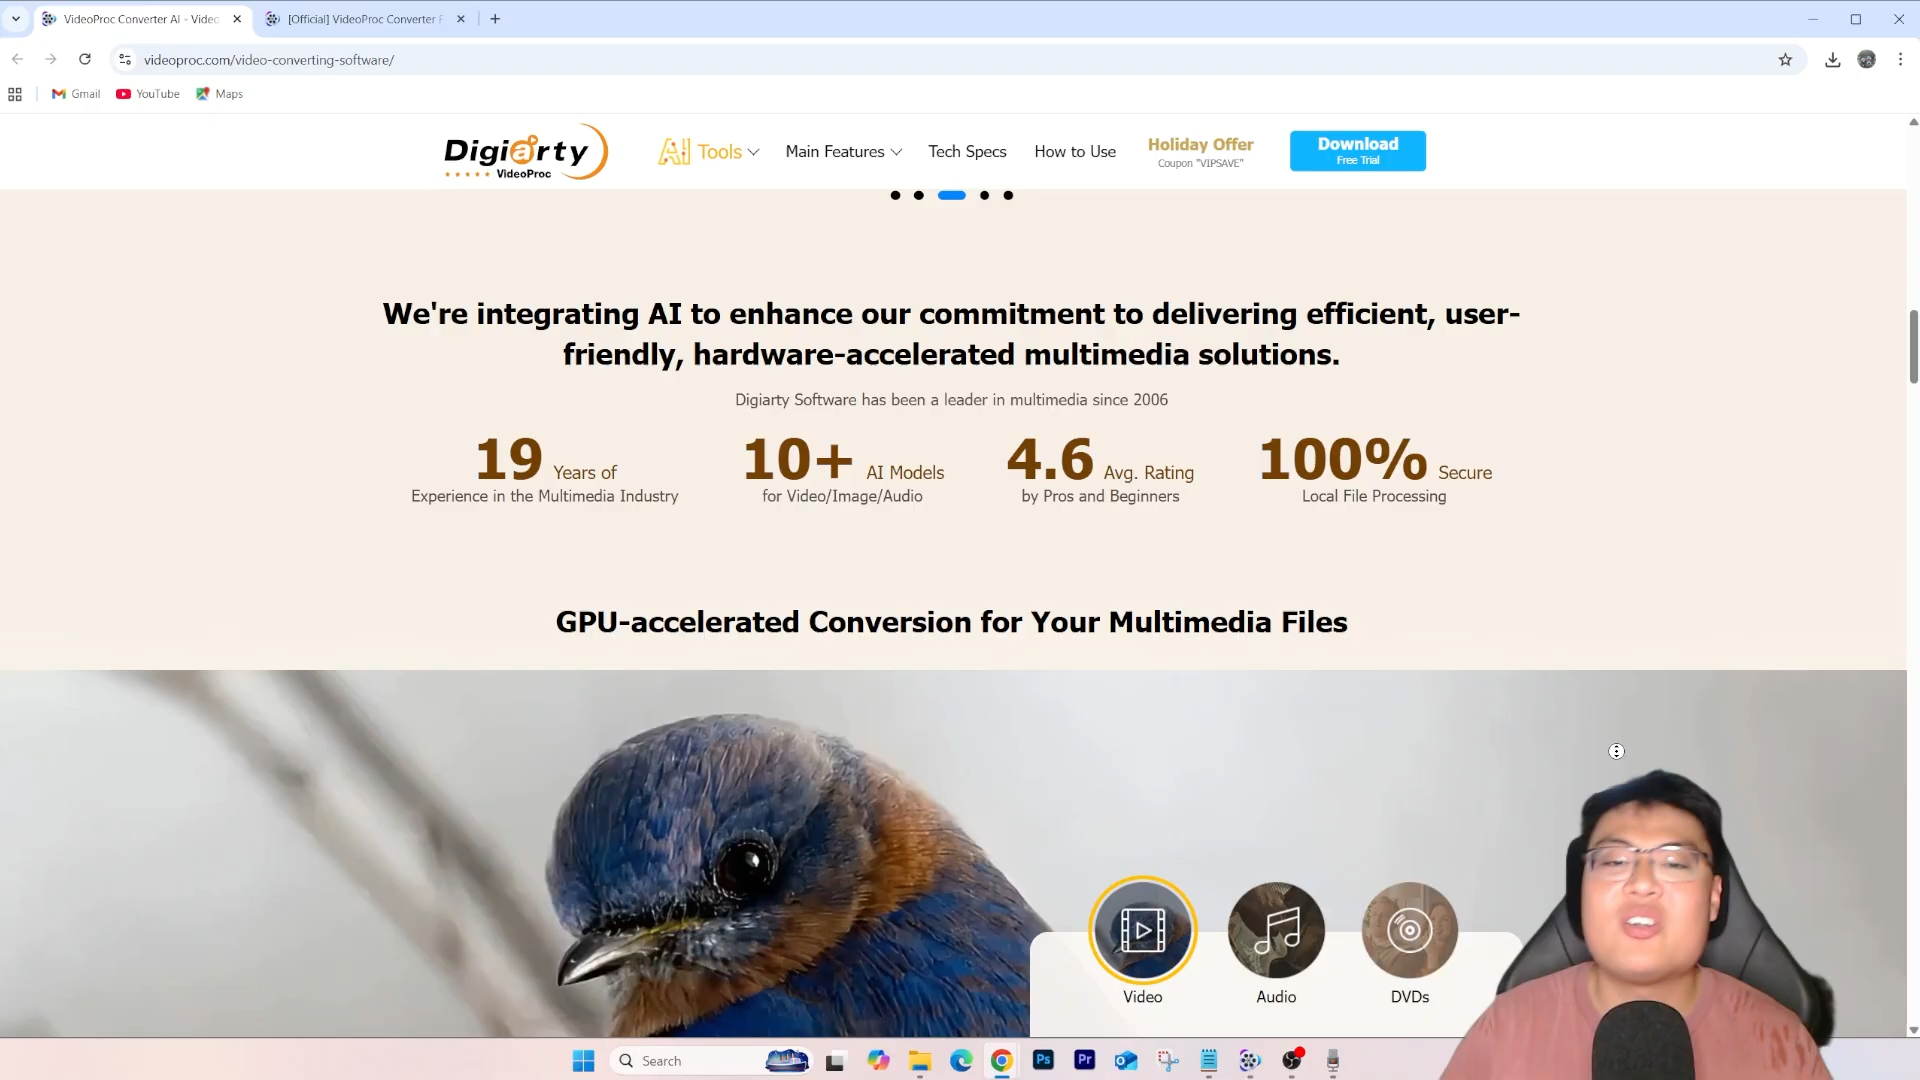 VideoProc Converter AI - Video
[Official] VideoProc Converter F
videoproc.com/video-converting-software/
Gmail
YouTube
Maps
Digiarty
VideoProc
AI Tools
Main Features
Tech Specs
How to Use
Holiday Offer
Coupon "VIPSAVE"
Download
Free Trial
We're integrating AI to enhance our commitment to delivering efficient, user-
friendly, hardware-accelerated multimedia solutions.
Digiarty Software has been a leader in multimedia since 2006
19 Years of
Experience in the Multimedia Industry
10+ AI Models
for Video/Image/Audio
4.6 Avg. Rating
by Pros and Beginners
100% Secure
Local File Processing
GPU-accelerated Conversion for Your Multimedia Files
Video
Audio
DVDs
Search
Ps
Pr